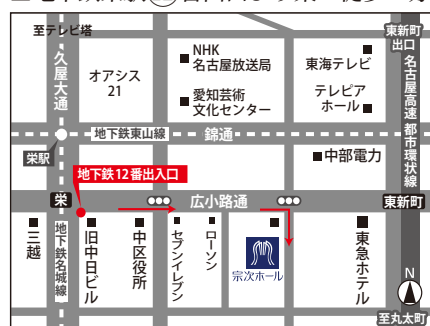 至テレビ塔
東新町
出口
久屋大通
オアシス
21
NHK
名古屋放送局
愛知芸術
文化センター
東海テレビ
テレピア
ホール
名古屋高速 都市環状線
地下鉄東山線
錦通
栄駅
中部電力
地下鉄12番出入口
栄
広小路通
東新町
三越
地下鉄名城線
旧中日ビル
中区役所
セブンイレブン
ローソン
宗次ホール
東急ホテル
N
至丸太町